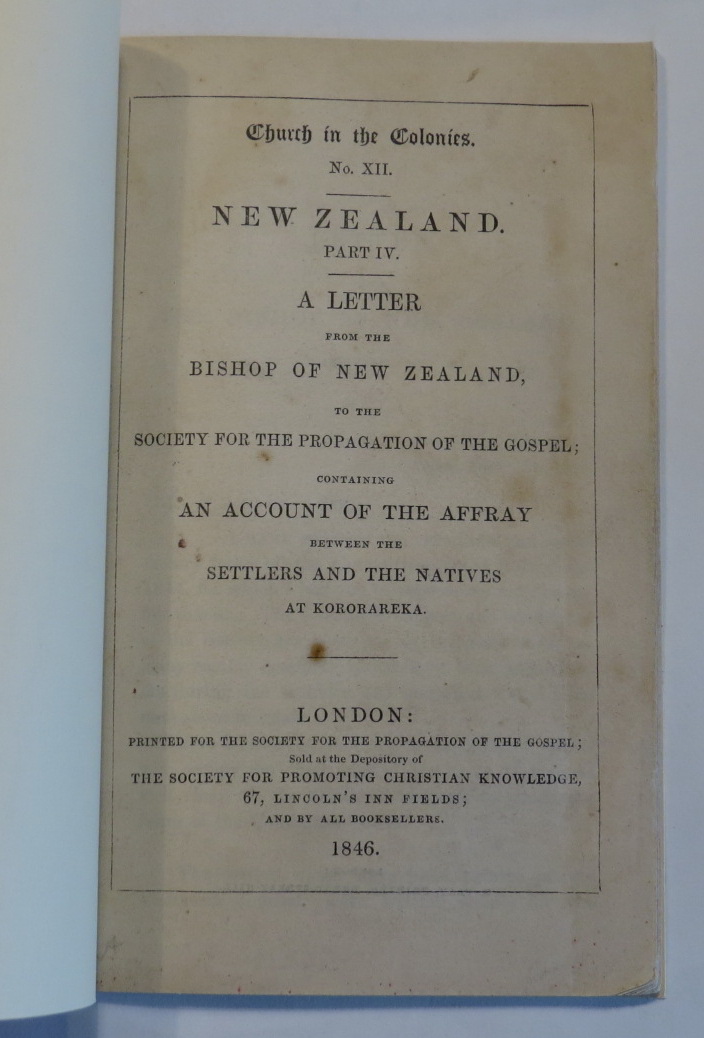 Church in the Colonies.
No. XII.
NEW ZEALAND.
PART IV.
A LETTER
FROM THE
BISHOP OF NEW ZEALAND,
TO THE
SOCIETY FOR THE PROPAGATION OF THE GOSPEL;
CONTAINING
AN ACCOUNT OF THE AFFRAY
BETWEEN THE
SETTLERS AND THE NATIVES
AT KORORAREKA.
LONDON:
PRINTED FOR THE SOCIETY FOR THE PROPAGATION OF THE GOSPEL;
Sold at the Depository of
THE SOCIETY FOR PROMOTING CHRISTIAN KNOWLEDGE,
67, LINCOLN'S INN FIELDS;
AND BY ALL BOOKSELLERS.
1846.